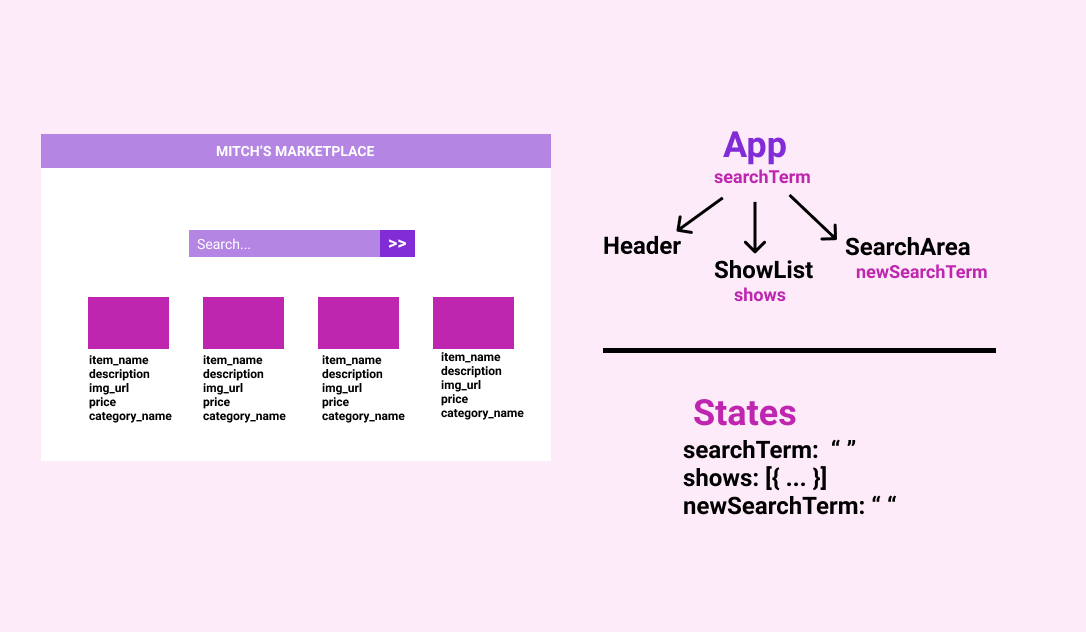 MITCH'S MARKETPLACE
Search...
>>
item_name
description
img_url
price
category_name
item_name
description
img_url
price
category_name
item_name
description
img_url
price
category_name
item_name
description
img_url
price
category_name
App
searchTerm
Header
ShowList
shows
SearchArea
newSearchTerm
States
searchTerm:  “ ”
shows: [{ ... }]
newSearchTerm: “ “